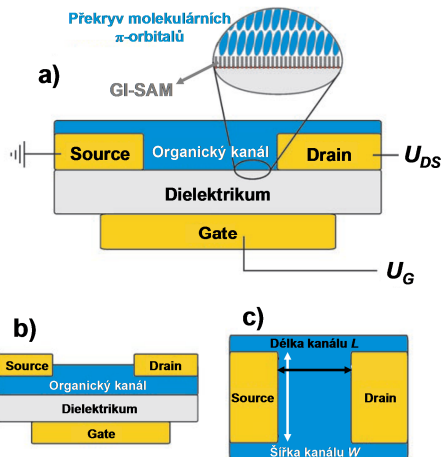 Překryv molekulárních
π-orbitalů
a)
GI-SAM
Source
Organický kanál
Drain
U_DS
Dielektrikum
Gate
U_G
b)
Source
Drain
Organický kanál
Dielektrikum
Gate
c)
Délka kanálu L
Source
Drain
Šířka kanálu W